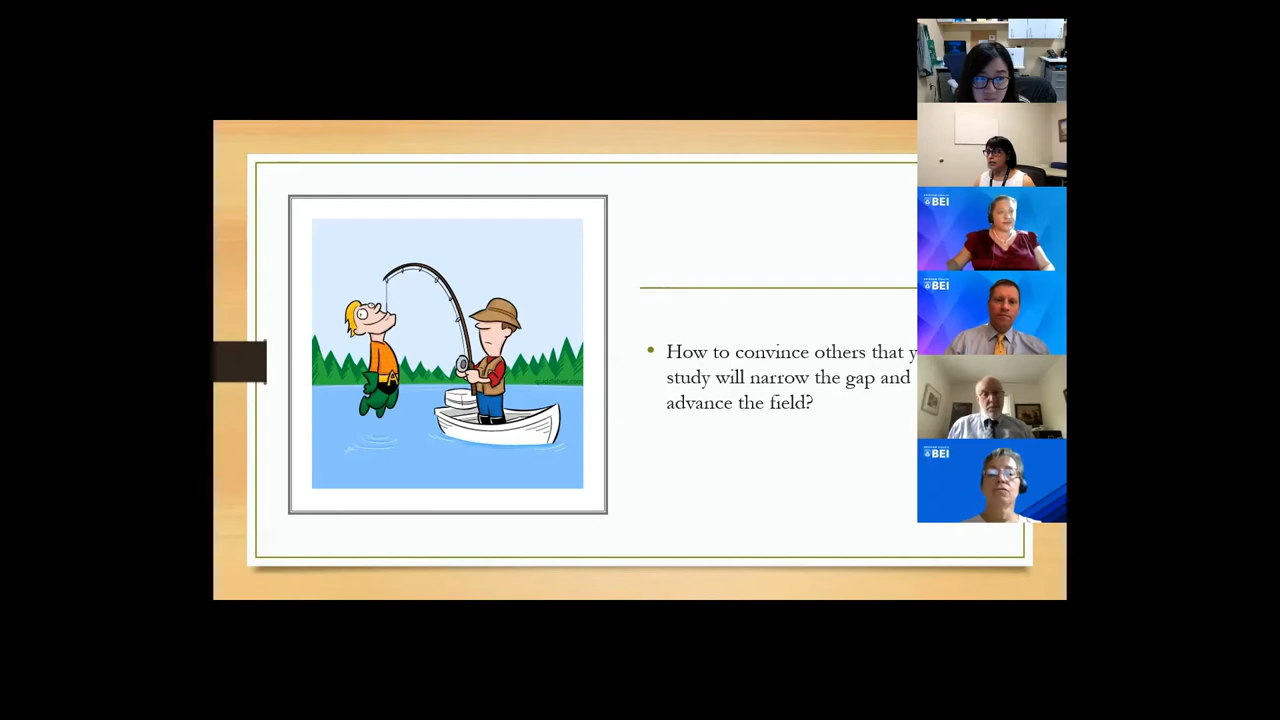 How to convince others that y
study will narrow the gap and
advance the field?
A
BEI
BEI
BEI